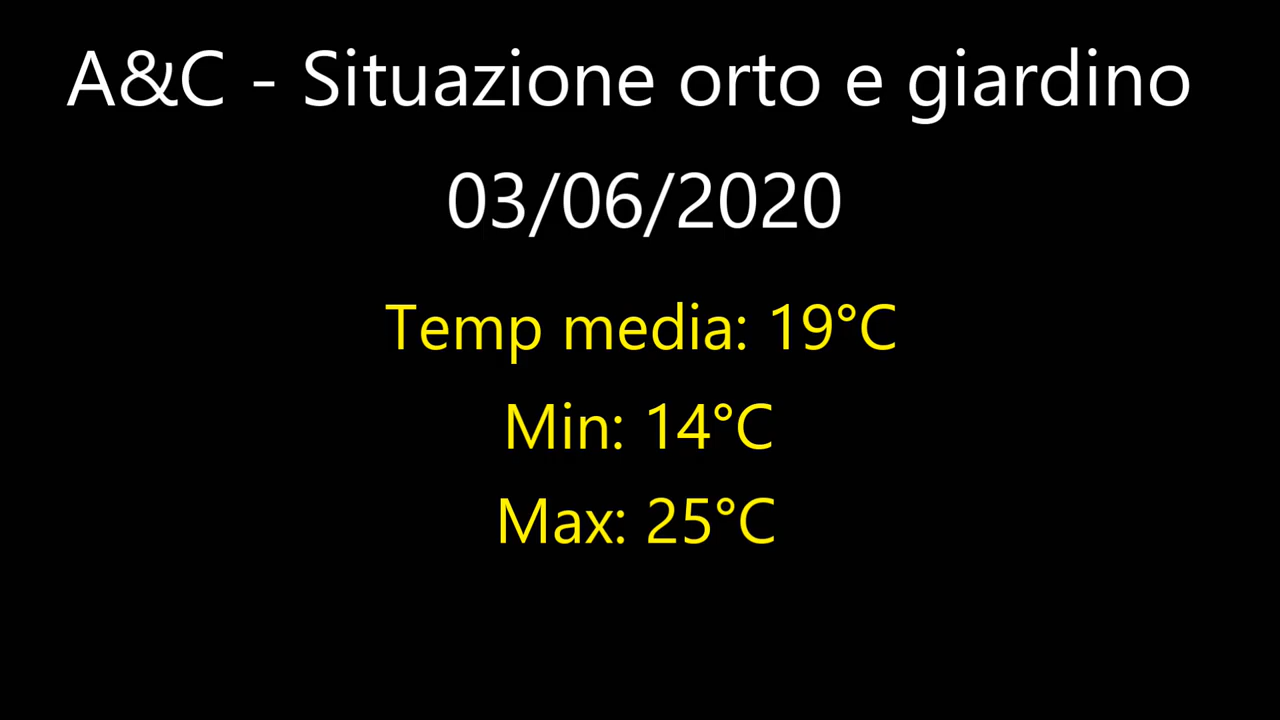 A&C - Situazione orto e giardino
03/06/2020
Temp media: 19°C
Min: 14°C
Max: 25°C